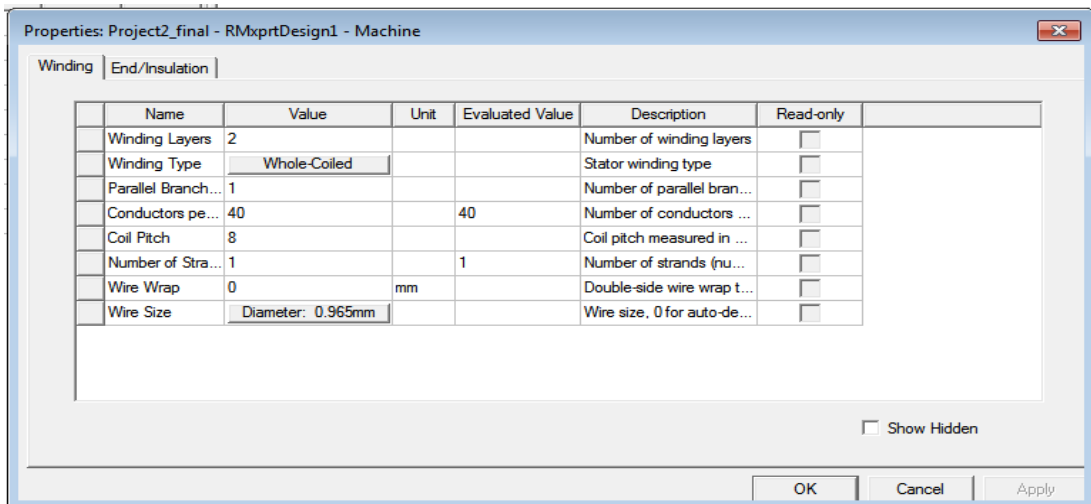 Properties: Project2_final - RMxprtDesign1 - Machine
Winding End/Insulation
Name Value Unit Evaluated Value Description Read-only
Winding Layers 2 Number of winding layers
Winding Type Whole-Coiled Stator winding type
Parallel Branch... 1 Number of parallel bran...
Conductors pe... 40 40 Number of conductors ...
Coil Pitch 8 Coil pitch measured in ...
Number of Stra... 1 1 Number of strands (nu...
Wire Wrap 0 mm Double-side wire wrap t...
Wire Size Diameter: 0.965mm Wire size, 0 for auto-de...
Show Hidden
OK Cancel Apply